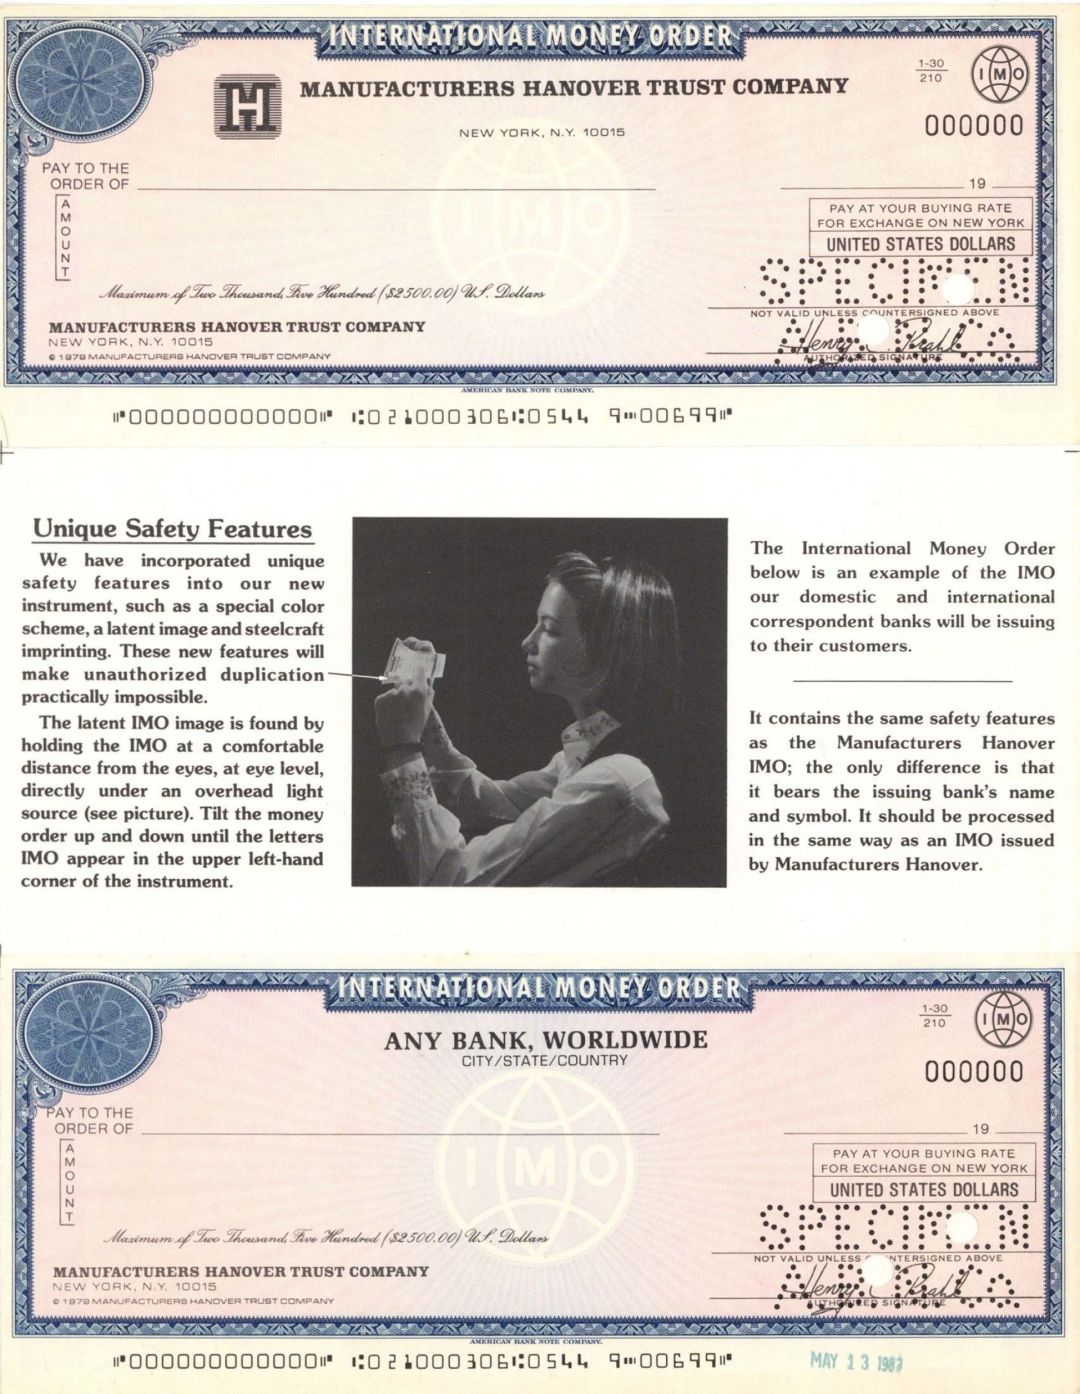 INTERNATIONAL MONEY ORDER
MANUFACTURERS HANOVER TRUST COMPANY
NEW YORK, N.Y. 10015
1-30
210
IMO
000000
PAY TO THE
ORDER OF
19
AMOUNT
IMO
PAY AT YOUR BUYING RATE
FOR EXCHANGE ON NEW YORK
UNITED STATES DOLLARS
SPECIMEN
Maximum of Two Thousand, Five Hundred ($2500.00) U.S. Dollars
NOT VALID UNLESS COUNTERSIGNED ABOVE
MANUFACTURERS HANOVER TRUST COMPANY
NEW YORK, N.Y. 10015
© 1979 MANUFACTURERS HANOVER TRUST COMPANY
AUTHORIZED SIGNATURE
AMERICAN BANK NOTE COMPANY.
⑈000000000000⑈ ⑆021000306⑆0544 9⑉00699⑈
Unique Safety Features
We have incorporated unique
safety features into our new
instrument, such as a special color
scheme, a latent image and steelcraft
imprinting. These new features will
make unauthorized duplication
practically impossible.
The latent IMO image is found by
holding the IMO at a comfortable
distance from the eyes, at eye level,
directly under an overhead light
source (see picture). Tilt the money
order up and down until the letters
IMO appear in the upper left-hand
corner of the instrument.
The International Money Order
below is an example of the IMO
our domestic and international
correspondent banks will be issuing
to their customers.
It contains the same safety features
as the Manufacturers Hanover
IMO; the only difference is that
it bears the issuing bank's name
and symbol. It should be processed
in the same way as an IMO issued
by Manufacturers Hanover.
INTERNATIONAL MONEY ORDER
ANY BANK, WORLDWIDE
CITY/STATE/COUNTRY
1-30
210
IMO
000000
PAY TO THE
ORDER OF
19
AMOUNT
IMO
PAY AT YOUR BUYING RATE
FOR EXCHANGE ON NEW YORK
UNITED STATES DOLLARS
SPECIMEN
Maximum of Two Thousand, Five Hundred ($2500.00) U.S. Dollars
NOT VALID UNLESS NTERSIGNED ABOVE
MANUFACTURERS HANOVER TRUST COMPANY
NEW YORK, N.Y. 10015
© 1979 MANUFACTURERS HANOVER TRUST COMPANY
AUTHORIZED SIGNATURE
AMERICAN BANK NOTE COMPANY.
⑈000000000000⑈ ⑆021000306⑆0544 9⑉00699⑈
MAY 13